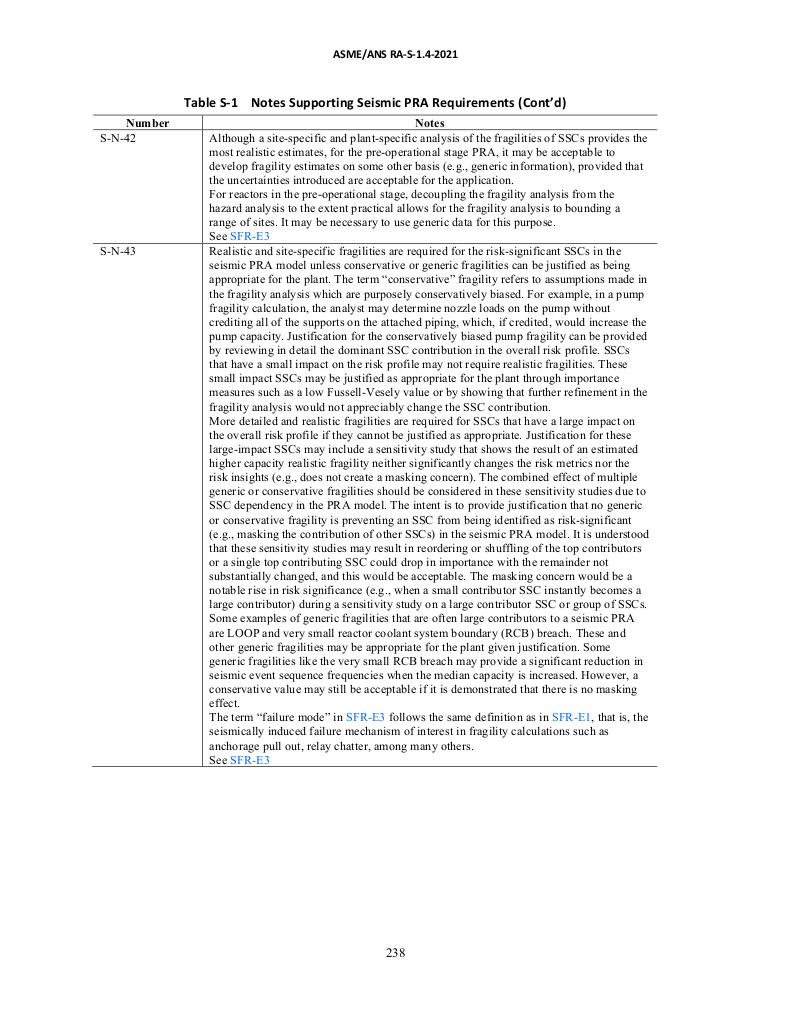 ASME/ANS RA-S-1.4-2021
Table S-1 Notes Supporting Seismic PRA Requirements (Cont’d)
Number Notes
S-N-42 Although a site-specific and plant-specific analysis of the fragilities of SSCs provides the
most realistic estimates, for the pre-operational stage PRA, it may be acceptable to
develop fragility estimates on some other basis (e.g., generic information), provided that
the uncertainties introduced are acceptable for the application.
For reactors in the pre-operational stage, decoupling the fragility analysis from the
hazard analysis to the extent practical allows for the fragility analysis to bounding a
range of sites. It may be necessary to use generic data for this purpose.
See SFR-E3
S-N-43 Realistic and site-specific fragilities are required for the risk-significant SSCs in the
seismic PRA model unless conservative or generic fragilities can be justified as being
appropriate for the plant. The term “conservative” fragility refers to assumptions made in
the fragility analysis which are purposely conservatively biased. For example, in a pump
fragility calculation, the analyst may determine nozzle loads on the pump without
crediting all of the supports on the attached piping, which, if credited, would increase the
pump capacity. Justification for the conservatively biased pump fragility can be provided
by reviewing in detail the dominant SSC contribution in the overall risk profile. SSCs
that have a small impact on the risk profile may not require realistic fragilities. These
small impact SSCs may be justified as appropriate for the plant through importance
measures such as a low Fussell-Vesely value or by showing that further refinement in the
fragility analysis would not appreciably change the SSC contribution.
More detailed and realistic fragilities are required for SSCs that have a large impact on
the overall risk profile if they cannot be justified as appropriate. Justification for these
large-impact SSCs may include a sensitivity study that shows the result of an estimated
higher capacity realistic fragility neither significantly changes the risk metrics nor the
risk insights (e.g., does not create a masking concern). The combined effect of multiple
generic or conservative fragilities should be considered in these sensitivity studies due to
SSC dependency in the PRA model. The intent is to provide justification that no generic
or conservative fragility is preventing an SSC from being identified as risk-significant
(e.g., masking the contribution of other SSCs) in the seismic PRA model. It is understood
that these sensitivity studies may result in reordering or shuffling of the top contributors
or a single top contributing SSC could drop in importance with the remainder not
substantially changed, and this would be acceptable. The masking concern would be a
notable rise in risk significance (e.g., when a small contributor SSC instantly becomes a
large contributor) during a sensitivity study on a large contributor SSC or group of SSCs.
Some examples of generic fragilities that are often large contributors to a seismic PRA
are LOOP and very small reactor coolant system boundary (RCB) breach. These and
other generic fragilities may be appropriate for the plant given justification. Some
generic fragilities like the very small RCB breach may provide a significant reduction in
seismic event sequence frequencies when the median capacity is increased. However, a
conservative value may still be acceptable if it is demonstrated that there is no masking
effect.
The term “failure mode” in SFR-E3 follows the same definition as in SFR-E1, that is, the
seismically induced failure mechanism of interest in fragility calculations such as
anchorage pull out, relay chatter, among many others.
See SFR-E3
238